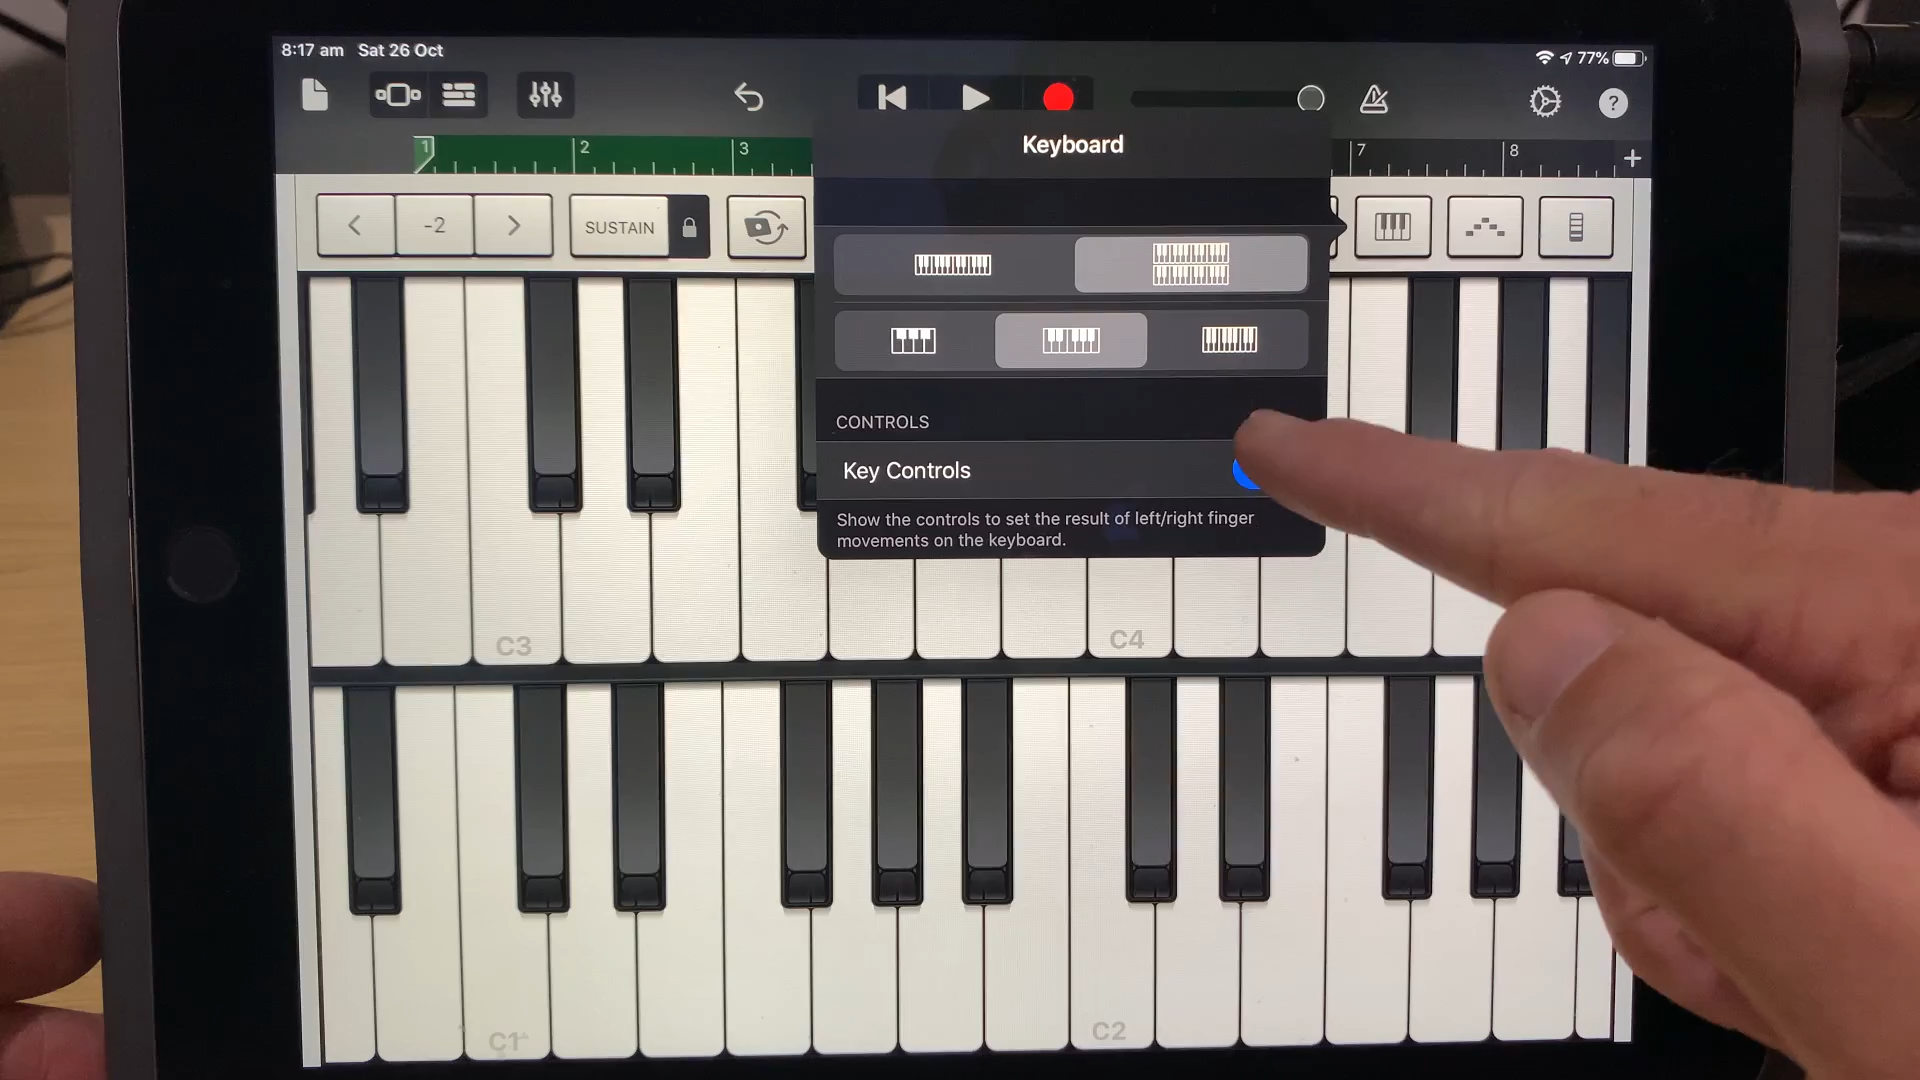 8:17 am Sat 26 Oct
77%
?
Keyboard
1 2 3 7 8 +
-2
SUSTAIN
CONTROLS
Key Controls
Show the controls to set the result of left/right finger
movements on the keyboard.
C3 C4
C1 C2